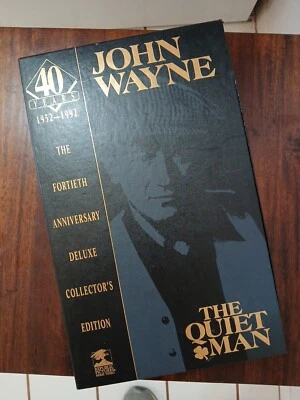 40
YEARS
1952-1992
THE
FORTIETH
ANNIVERSARY
DELUXE
COLLECTOR'S
EDITION
JOHN
WAYNE
THE
QUIET
MAN